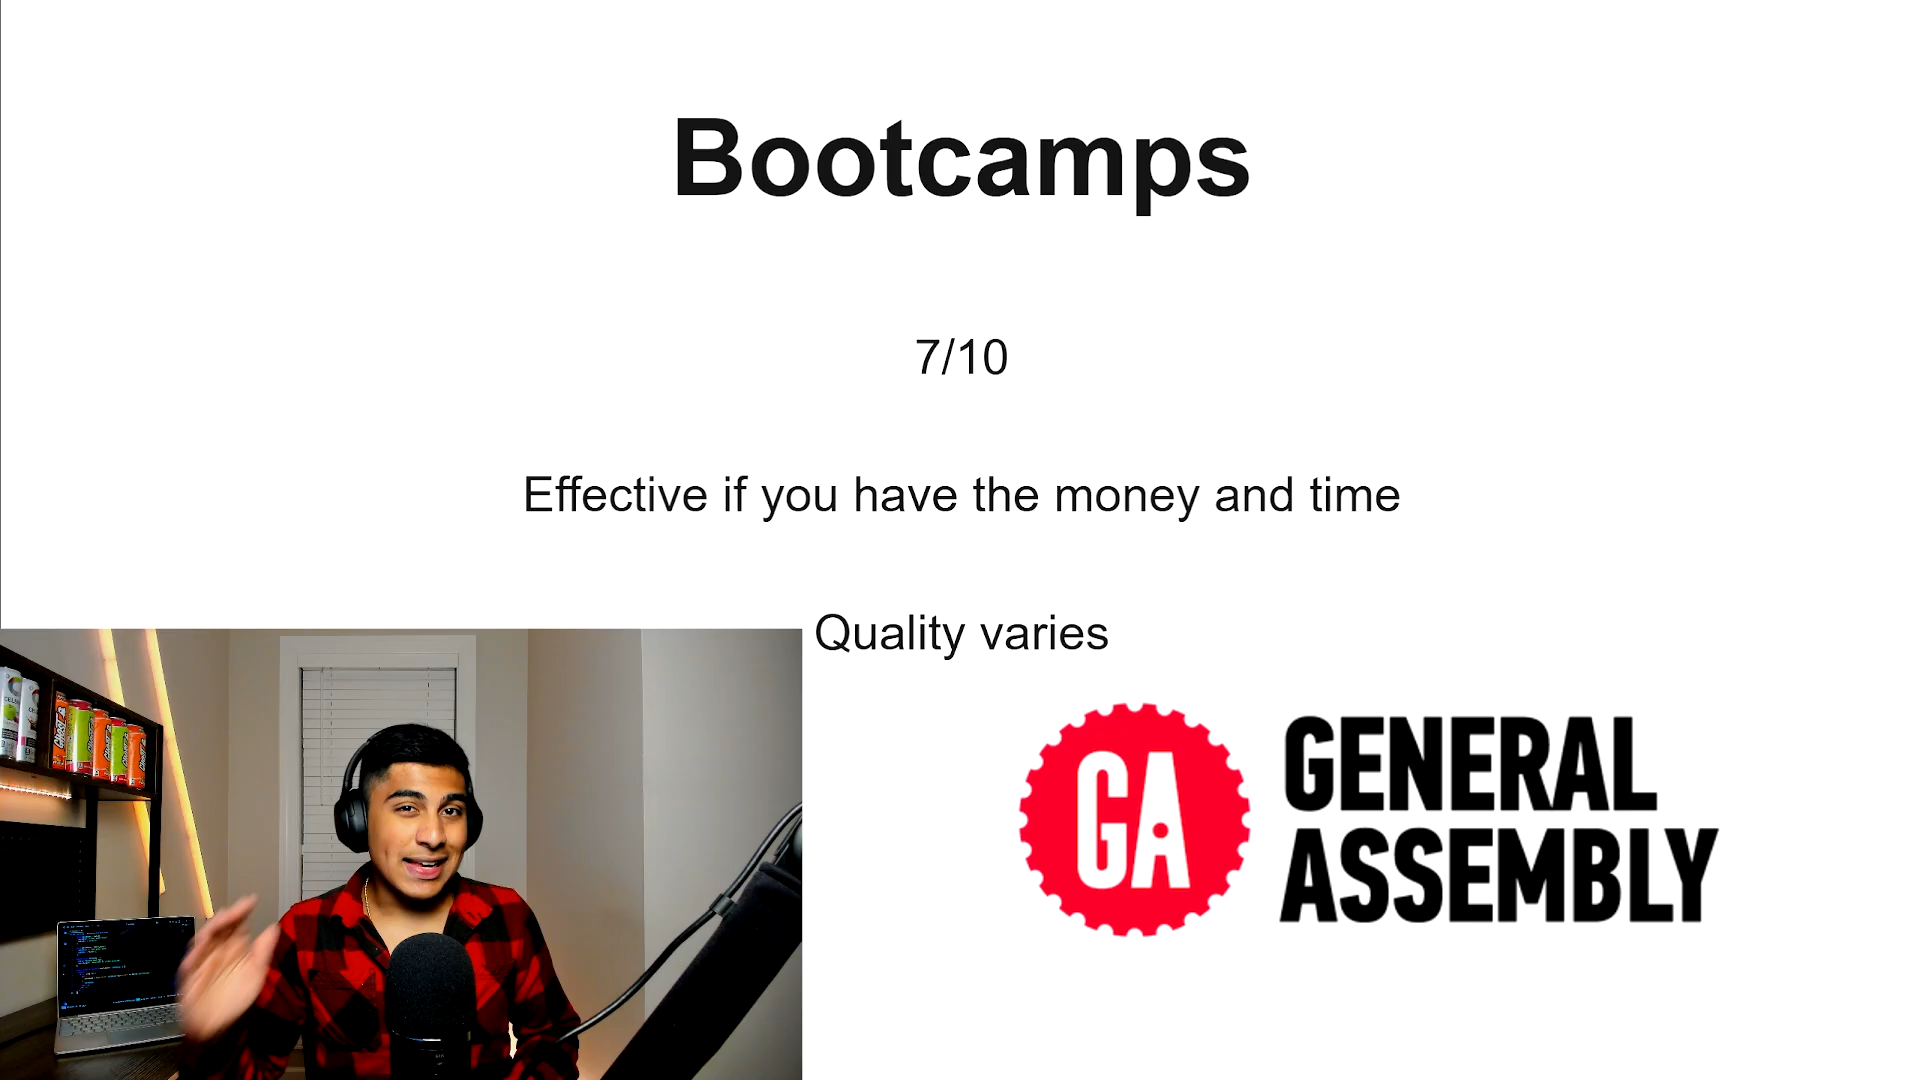 Bootcamps
7/10
Effective if you have the money and time
Quality varies
GA
GENERAL
ASSEMBLY